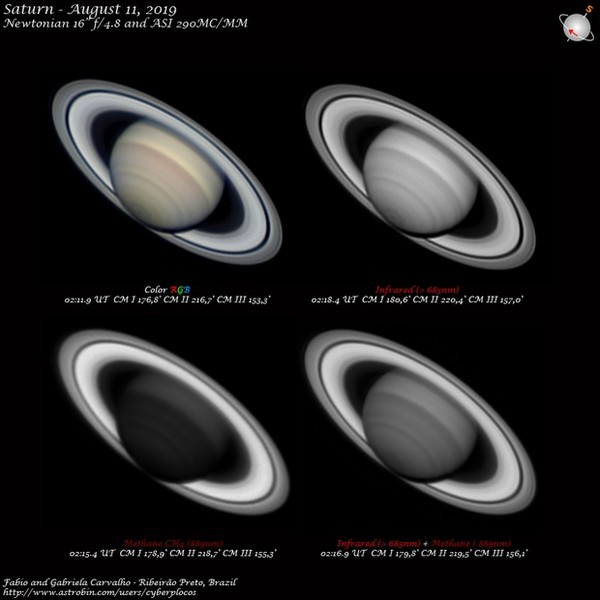 Saturn - August 11, 2019
Newtonian 16" f/4.8 and ASI 290MC/MM
S
Color RGB
02:11.9 UT CM I 176,8° CM II 216,7° CM III 153,3°
Infrared (> 685nm)
02:18.4 UT CM I 180,6° CM II 220,4° CM III 157,0°
Methane CH4 (889nm)
02:15.4 UT CM I 178,9° CM II 218,7° CM III 155,3°
Infrared (> 685nm) + Methane ( 889nm)
02:16.9 UT CM I 179,8° CM II 219,5° CM III 156,1°
Fabio and Gabriela Carvalho - Ribeirão Preto, Brazil
http://www.astrobin.com/users/cyberplocos